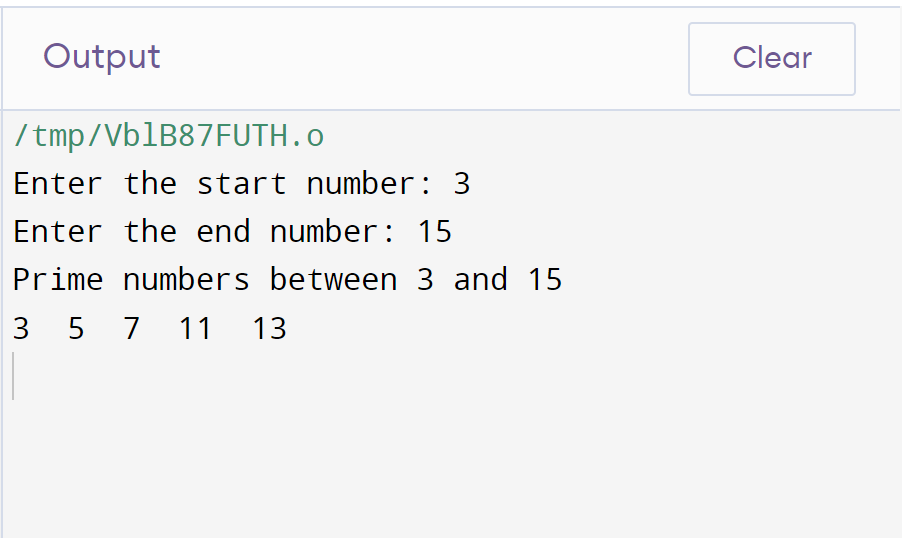 Output
Clear
/tmp/VblB87FUTH.o
Enter the start number: 3
Enter the end number: 15
Prime numbers between 3 and 15
3  5  7  11  13